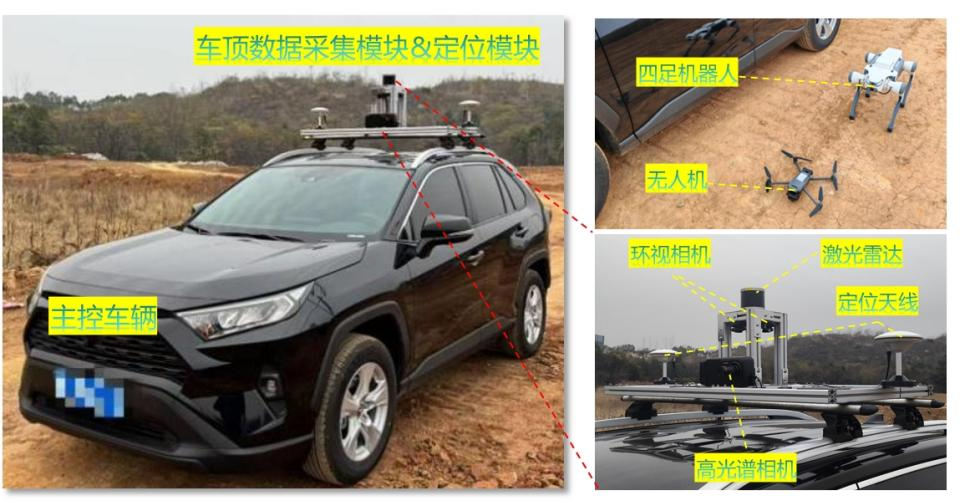 车顶数据采集模块&定位模块
主控车辆
四足机器人
无人机
环视相机
激光雷达
定位天线
高光谱相机